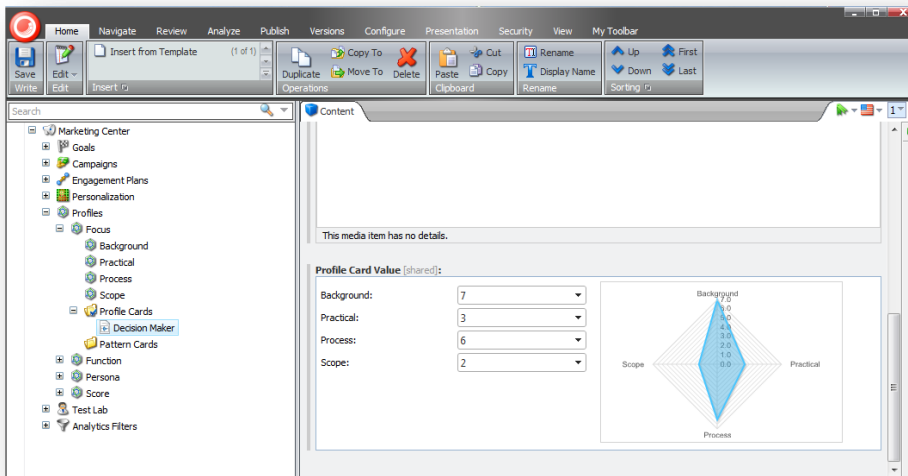 Home Navigate Review Analyze Publish Versions Configure Presentation Security View My Toolbar
Insert from Template (1 of 1) Copy To Cut Rename Up First
Save Edit Duplicate Move To Delete Paste Copy Display Name Down Last
Write Edit Insert Operations Clipboard Rename Sorting
Search
Content
1
Marketing Center
Goals
Campaigns
Engagement Plans
Personalization
Profiles
Focus
Background
Practical
Process
Scope
Profile Cards
Decision Maker
Pattern Cards
Function
Persona
Score
Test Lab
Analytics Filters
This media item has no details.
Profile Card Value [shared]:
Background: 7
Practical: 3
Process: 6
Scope: 2
Background
7.0
6.0
5.0
4.0
3.0
2.0
1.0
0.0
Scope Practical
Process